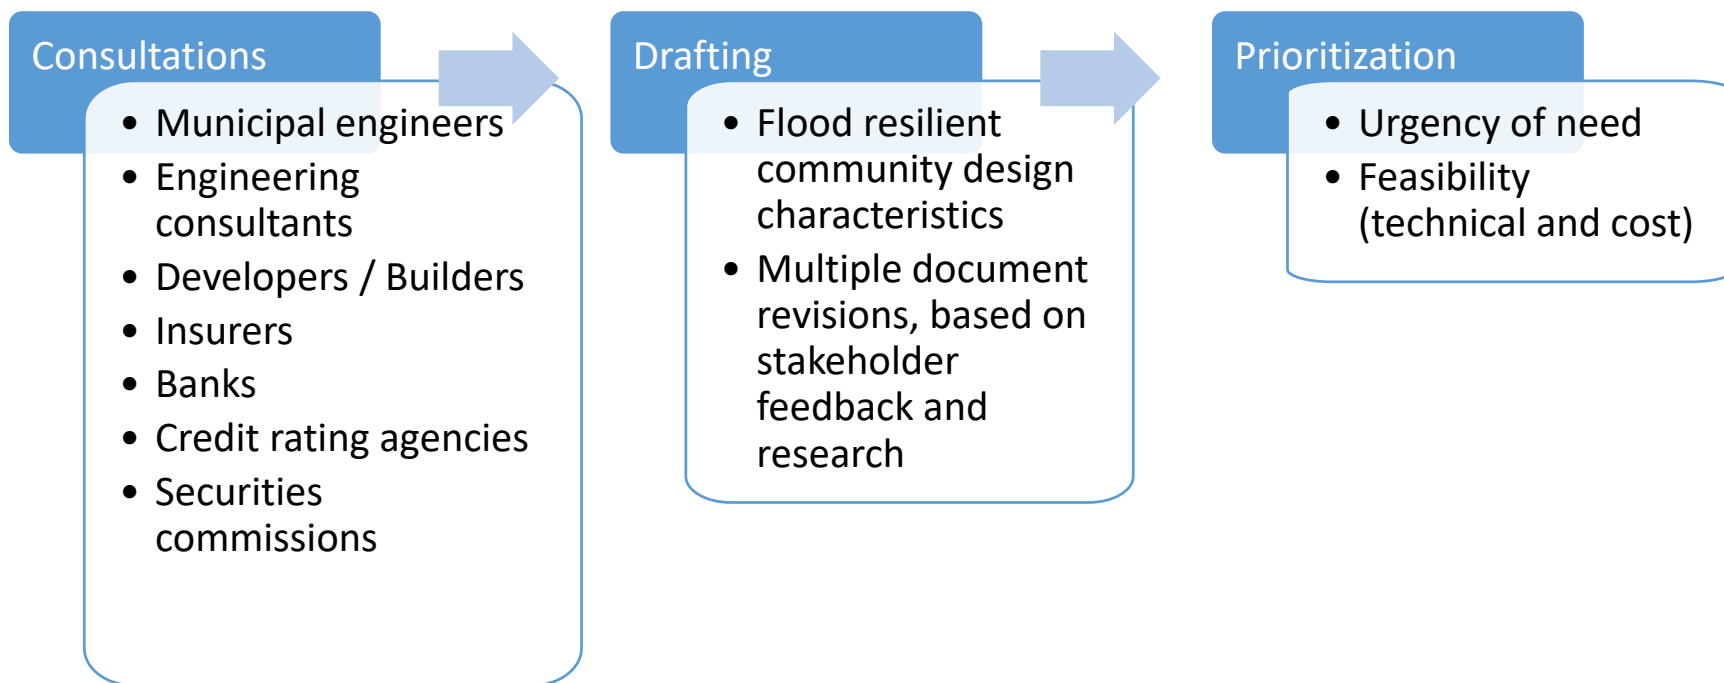 Consultations
• Municipal engineers
• Engineering
consultants
• Developers / Builders
• Insurers
• Banks
• Credit rating agencies
• Securities
commissions
Drafting
• Flood resilient
community design
characteristics
• Multiple document
revisions, based on
stakeholder
feedback and
research
Prioritization
• Urgency of need
• Feasibility
(technical and cost)